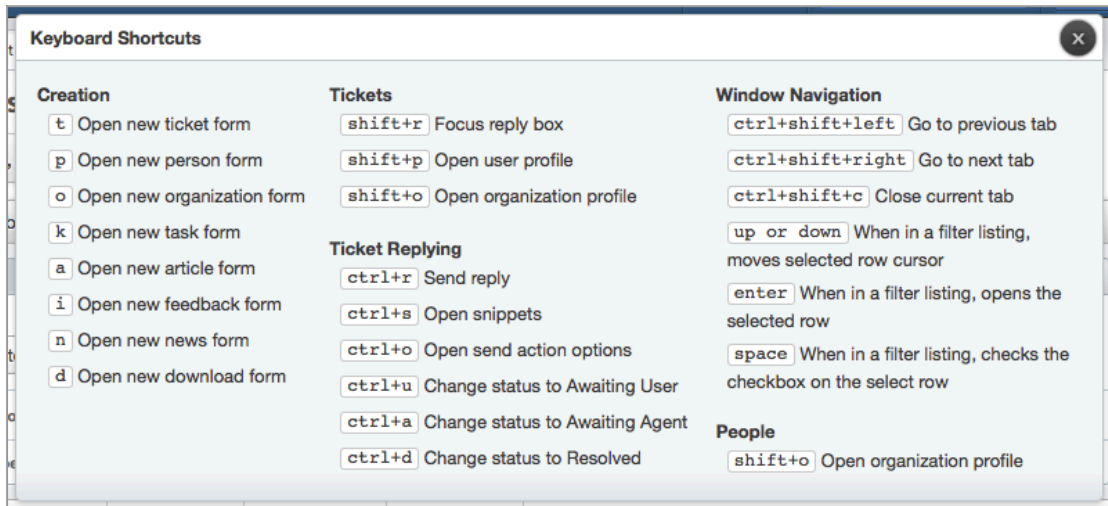 Keyboard Shortcuts
x
Creation
t Open new ticket form
p Open new person form
o Open new organization form
k Open new task form
a Open new article form
i Open new feedback form
n Open new news form
d Open new download form
Tickets
shift+r Focus reply box
shift+p Open user profile
shift+o Open organization profile
Ticket Replying
ctrl+r Send reply
ctrl+s Open snippets
ctrl+o Open send action options
ctrl+u Change status to Awaiting User
ctrl+a Change status to Awaiting Agent
ctrl+d Change status to Resolved
Window Navigation
ctrl+shift+left Go to previous tab
ctrl+shift+right Go to next tab
ctrl+shift+c Close current tab
up or down When in a filter listing,
moves selected row cursor
enter When in a filter listing, opens the
selected row
space When in a filter listing, checks the
checkbox on the select row
People
shift+o Open organization profile